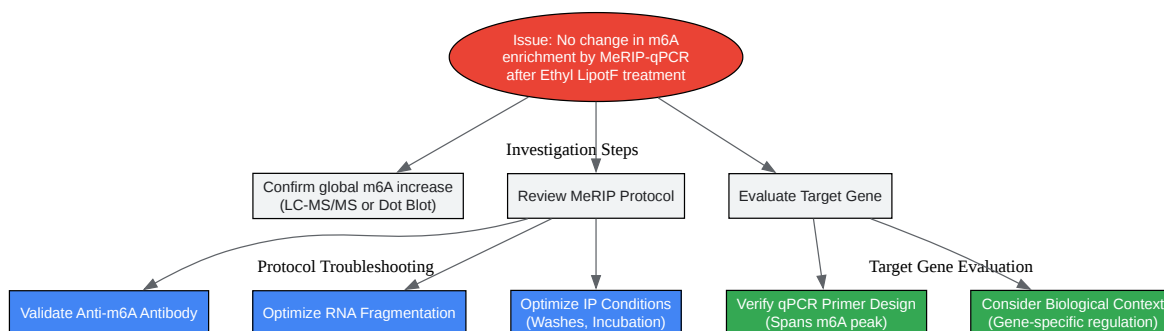 Issue: No change in m6A
enrichment by MeRIP-qPCR
after Ethyl LipotF treatment
Investigation Steps
Confirm global m6A increase
(LC-MS/MS or Dot Blot)
Review MeRIP Protocol
Evaluate Target Gene
Protocol Troubleshooting
Target Gene Evaluation
Validate Anti-m6A Antibody
Optimize RNA Fragmentation
Optimize IP Conditions
(Washes, Incubation)
Verify qPCR Primer Design
(Spans m6A peak)
Consider Biological Context
(Gene-specific regulation)